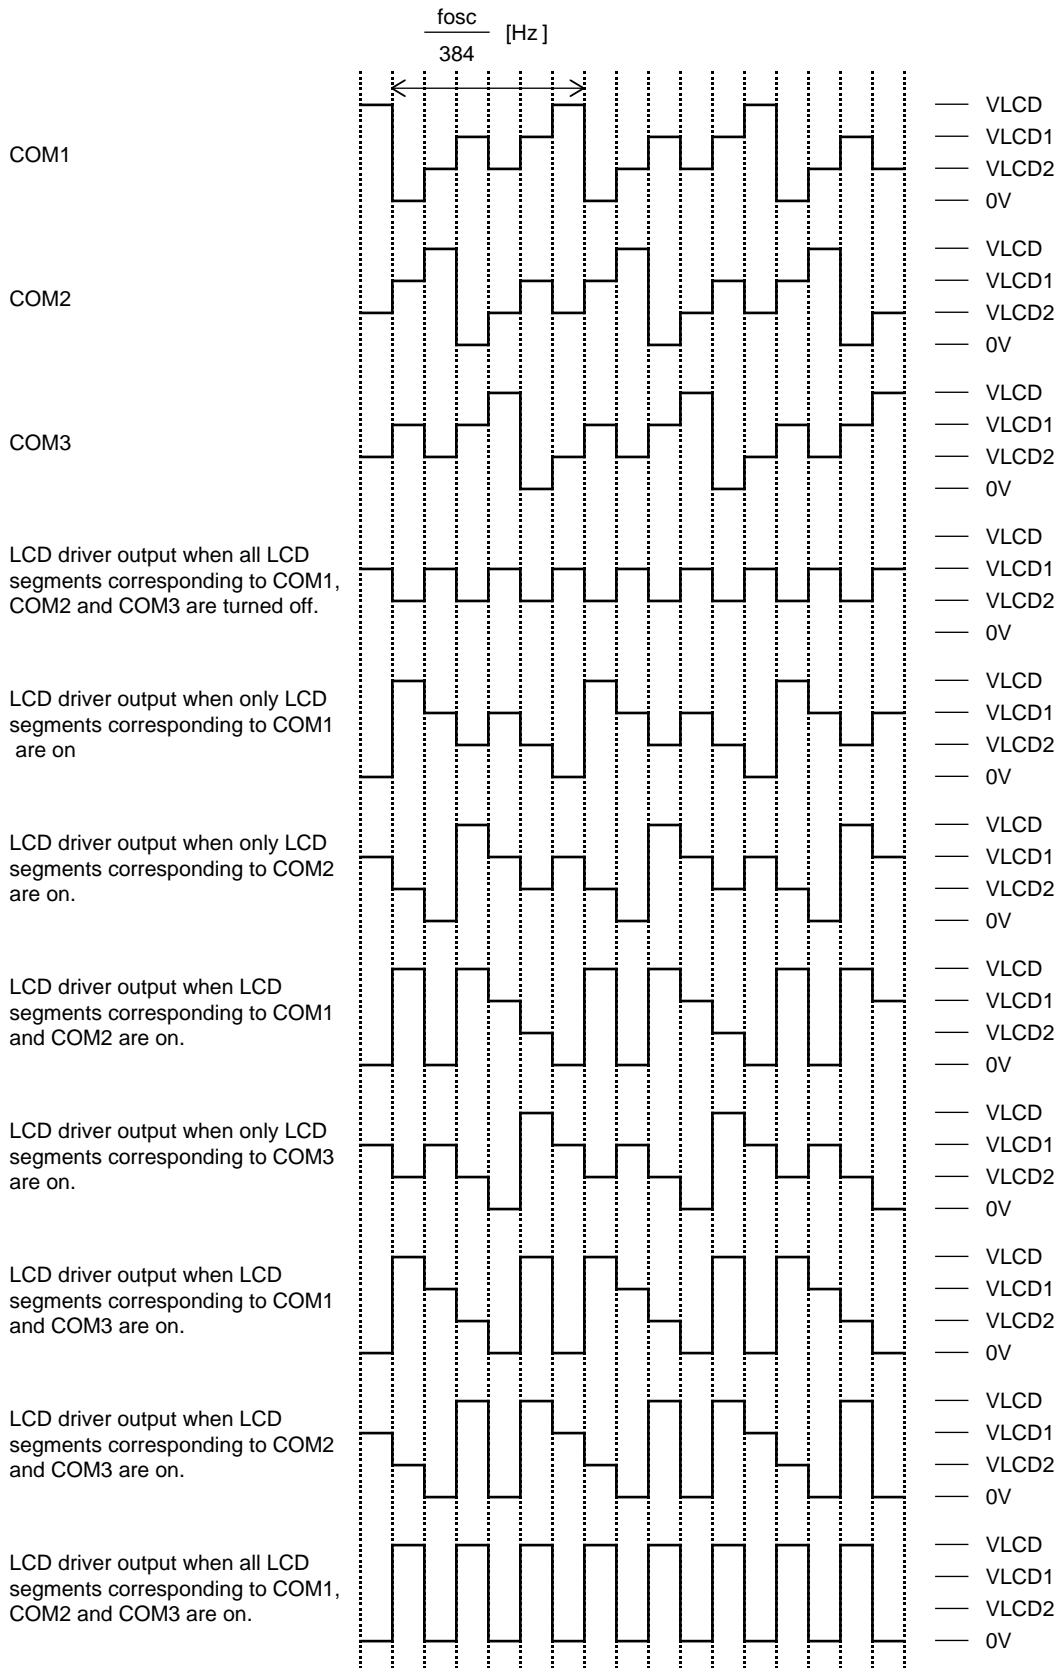 fosc
384
[Hz]
COM1
VLCD
VLCD1
VLCD2
0V
COM2
VLCD
VLCD1
VLCD2
0V
COM3
VLCD
VLCD1
VLCD2
0V
LCD driver output when all LCD
segments corresponding to COM1,
COM2 and COM3 are turned off.
VLCD
VLCD1
VLCD2
0V
LCD driver output when only LCD
segments corresponding to COM1
are on
VLCD
VLCD1
VLCD2
0V
LCD driver output when only LCD
segments corresponding to COM2
are on.
VLCD
VLCD1
VLCD2
0V
LCD driver output when LCD
segments corresponding to COM1
and COM2 are on.
VLCD
VLCD1
VLCD2
0V
LCD driver output when only LCD
segments corresponding to COM3
are on.
VLCD
VLCD1
VLCD2
0V
LCD driver output when LCD
segments corresponding to COM1
and COM3 are on.
VLCD
VLCD1
VLCD2
0V
LCD driver output when LCD
segments corresponding to COM2
and COM3 are on.
VLCD
VLCD1
VLCD2
0V
LCD driver output when all LCD
segments corresponding to COM1,
COM2 and COM3 are on.
VLCD
VLCD1
VLCD2
0V